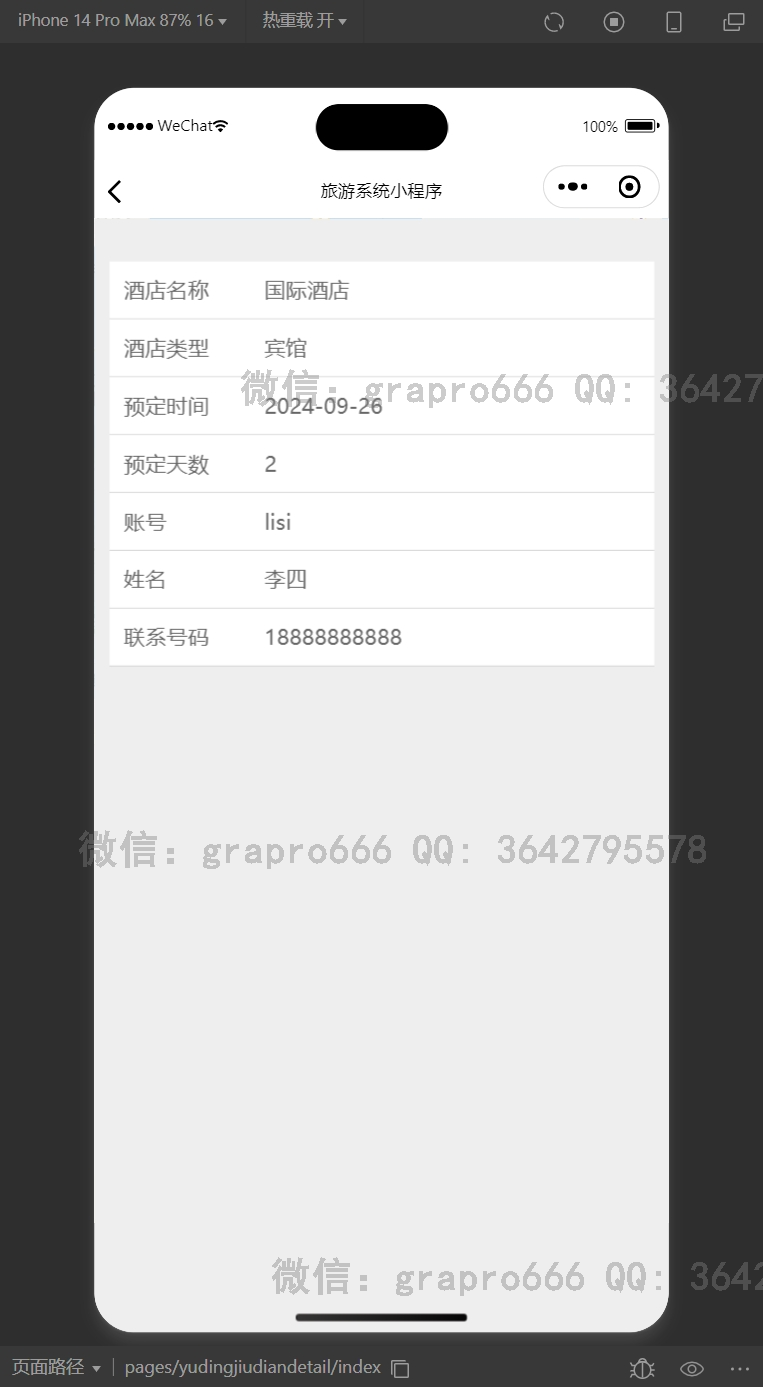 iPhone 14 Pro Max 87% 16 热重载 开
WeChat 100%
旅游系统小程序
酒店名称 国际酒店
酒店类型 宾馆
微信: grapro666 QQ: 36427
预定时间 2024-09-26
预定天数 2
账号 lisi
姓名 李四
联系号码 18888888888
微信: grapro666 QQ: 3642795578
微信: grapro666 QQ: 3642
页面路径 pages/yudingjiudiandetail/index